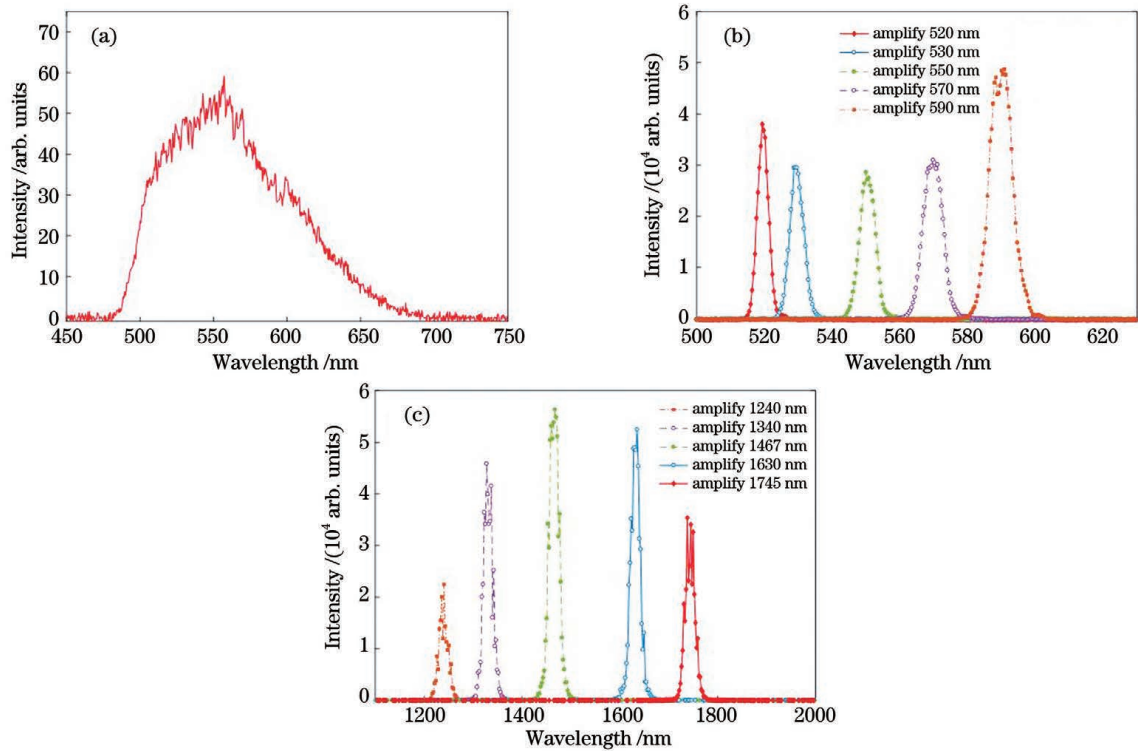 (a)
Intensity /arb. units
70
60
50
40
30
20
10
0
450 500 550 600 650 700 750
Wavelength /nm
(b)
Intensity /(10⁴ arb. units)
amplify 520 nm
amplify 530 nm
amplify 550 nm
amplify 570 nm
amplify 590 nm
6
5
4
3
2
1
0
500 520 540 560 580 600 620
Wavelength /nm
(c)
Intensity /(10⁴ arb. units)
amplify 1240 nm
amplify 1340 nm
amplify 1467 nm
amplify 1630 nm
amplify 1745 nm
6
5
4
3
2
1
0
1200 1400 1600 1800 2000
Wavelength /nm